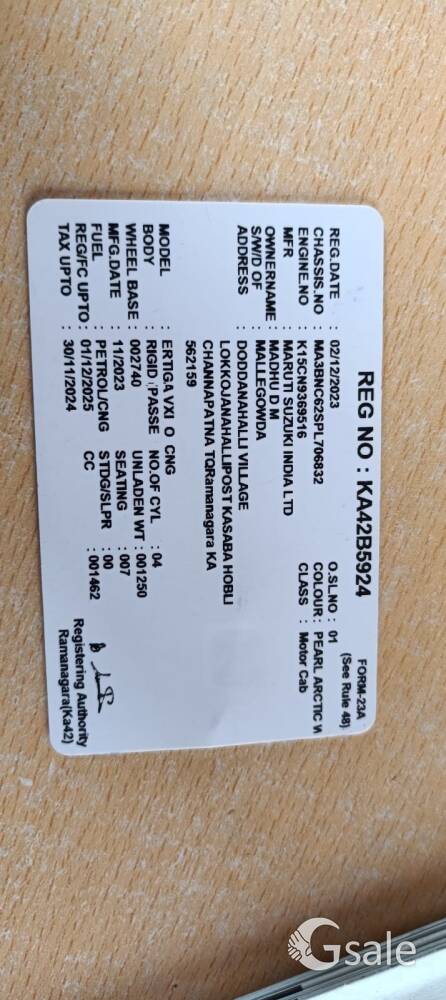 FORM-23A
(See Rule 48)
REG NO : KA42B5924
REG.DATE : 02/12/2023 O.SL.NO : 01
CHASSIS.NO : MA3BNC62SPL706832 COLOUR : PEARL ARCTIC W
ENGINE.NO : K15CN9369516 CLASS : Motor Cab
MFR : MARUTI SUZUKI INDIA LTD
OWNERNAME : MADHU D M
S/W/D OF : MALLEGOWDA
ADDRESS : DODDANAHALLI VILLAGE
LOKKOJANAHALLIPOST KASABA HOBLI
CHANNAPATNA TQRamanagara KA
562159
MODEL : ERTIGA VXI O CNG
BODY : RIGID (PASSE NO.OF CYL : 04
WHEEL BASE : 002740 UNLADEN WT : 001250
MFG.DATE : 11/2023 SEATING : 007
FUEL : PETROL/CNG STDG/SLPR : 00
REG/FC UPTO : 01/12/2025 CC : 001462
TAX UPTO : 30/11/2024
Registering Authority
Ramanagara(Ka42)
Gsale